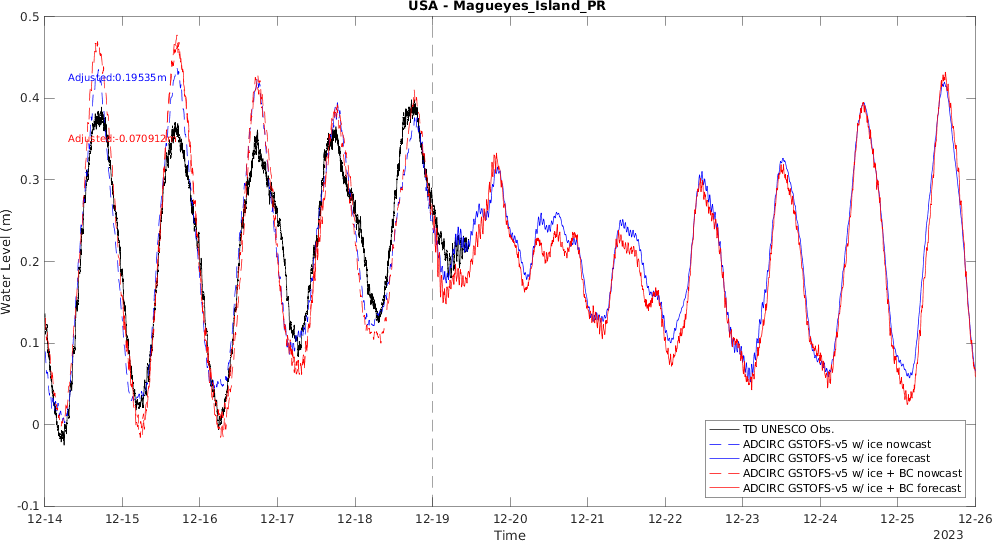 USA - Magueyes_Island_PR
0.5
0.4
0.3
0.2
0.1
0
-0.1
Water Level (m)
Adjusted:0.19535m
Adjusted:-0.070912m
TD UNESCO Obs.
ADCIRC GSTOFS-v5 w/ ice nowcast
ADCIRC GSTOFS-v5 w/ ice forecast
ADCIRC GSTOFS-v5 w/ ice + BC nowcast
ADCIRC GSTOFS-v5 w/ ice + BC forecast
12-14 12-15 12-16 12-17 12-18 12-19 12-20 12-21 12-22 12-23 12-24 12-25 12-26
Time
2023